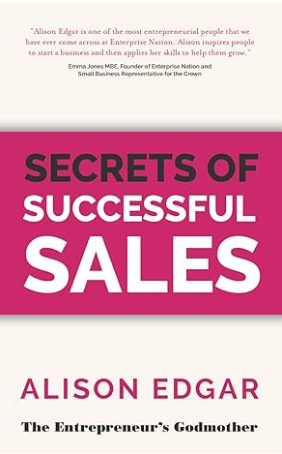 "Alison Edgar is one of the most entrepreneurial people that we
have ever come across at Enterprise Nation. Alison inspires people
to start a business and then applies her skills to help them grow.."
Emma Jones MBE, Founder of Enterprise Nation and
Small Business Representative for the Crown
SECRETS OF
SUCCESSFUL
SALES
ALISON EDGAR
The Entrepreneur's Godmother